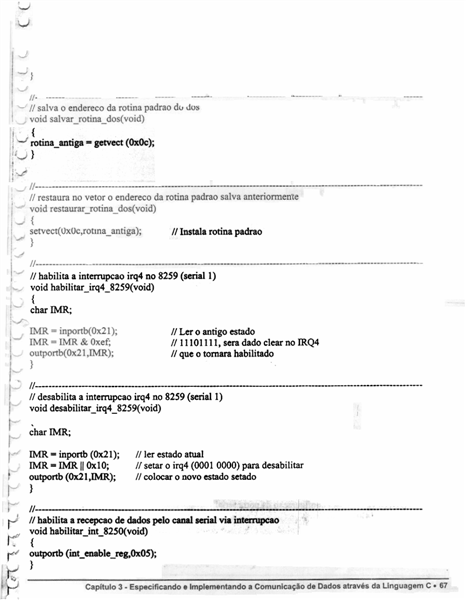 }
//- ---
// salva o endereco da rotina padrao do dos
void salvar_rotina_dos(void)
{
rotina_antiga = getvect (0x0c);
}
//---
// restaura no vetor o endereco da rotina padrao salva anteriormente
void restaurar_rotina_dos(void)
{
setvect(0x0c,rotina_antiga); // Instala rotina padrao
}
//---
// habilita a interrupcao irq4 no 8259 (serial 1)
void habilitar_irq4_8259(void)
{
char IMR;
IMR = inportb(0x21); // Ler o antigo estado
IMR = IMR & 0xef; // 11101111, sera dado clear no IRQ4
outportb(0x21,IMR); // que o tornara habilitado
}
//---
// desabilita a interrupcao irq4 no 8259 (serial 1)
void desabilitar_irq4_8259(void)
char IMR;
IMR = inportb (0x21); // ler estado atual
IMR = IMR || 0x10; // setar o irq4 (0001 0000) para desabilitar
outportb (0x21,IMR); // colocar o novo estado setado
}
//---
// habilita a recepcao de dados pelo canal serial via interrupcao
void habilitar_int_8250(void)
{
outportb (int_enable_reg,0x05);
}
Capítulo 3 - Especificando e Implementando a Comunicação de Dados através da Linguagem C • 67